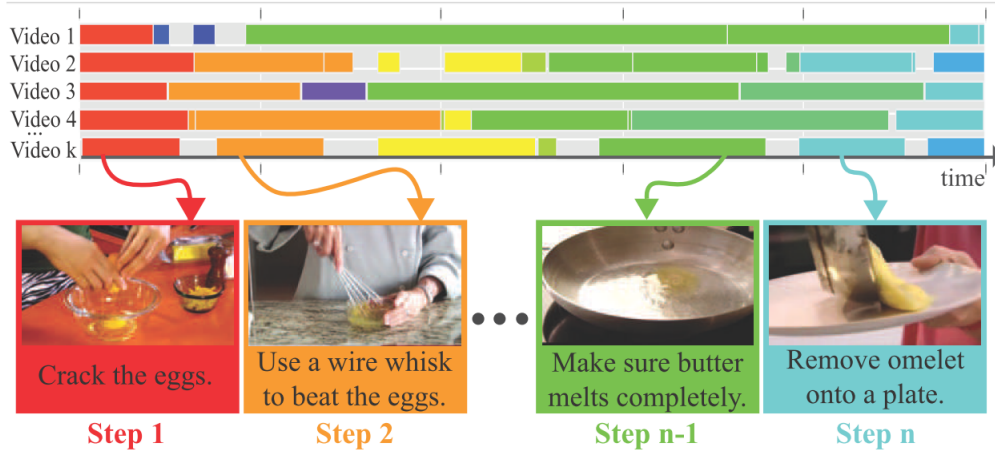 Video 1
Video 2
Video 3
Video 4
...
Video k
time
Crack the eggs.
Use a wire whisk
to beat the eggs.
Make sure butter
melts completely.
Remove omelet
onto a plate.
Step 1
Step 2
Step n-1
Step n